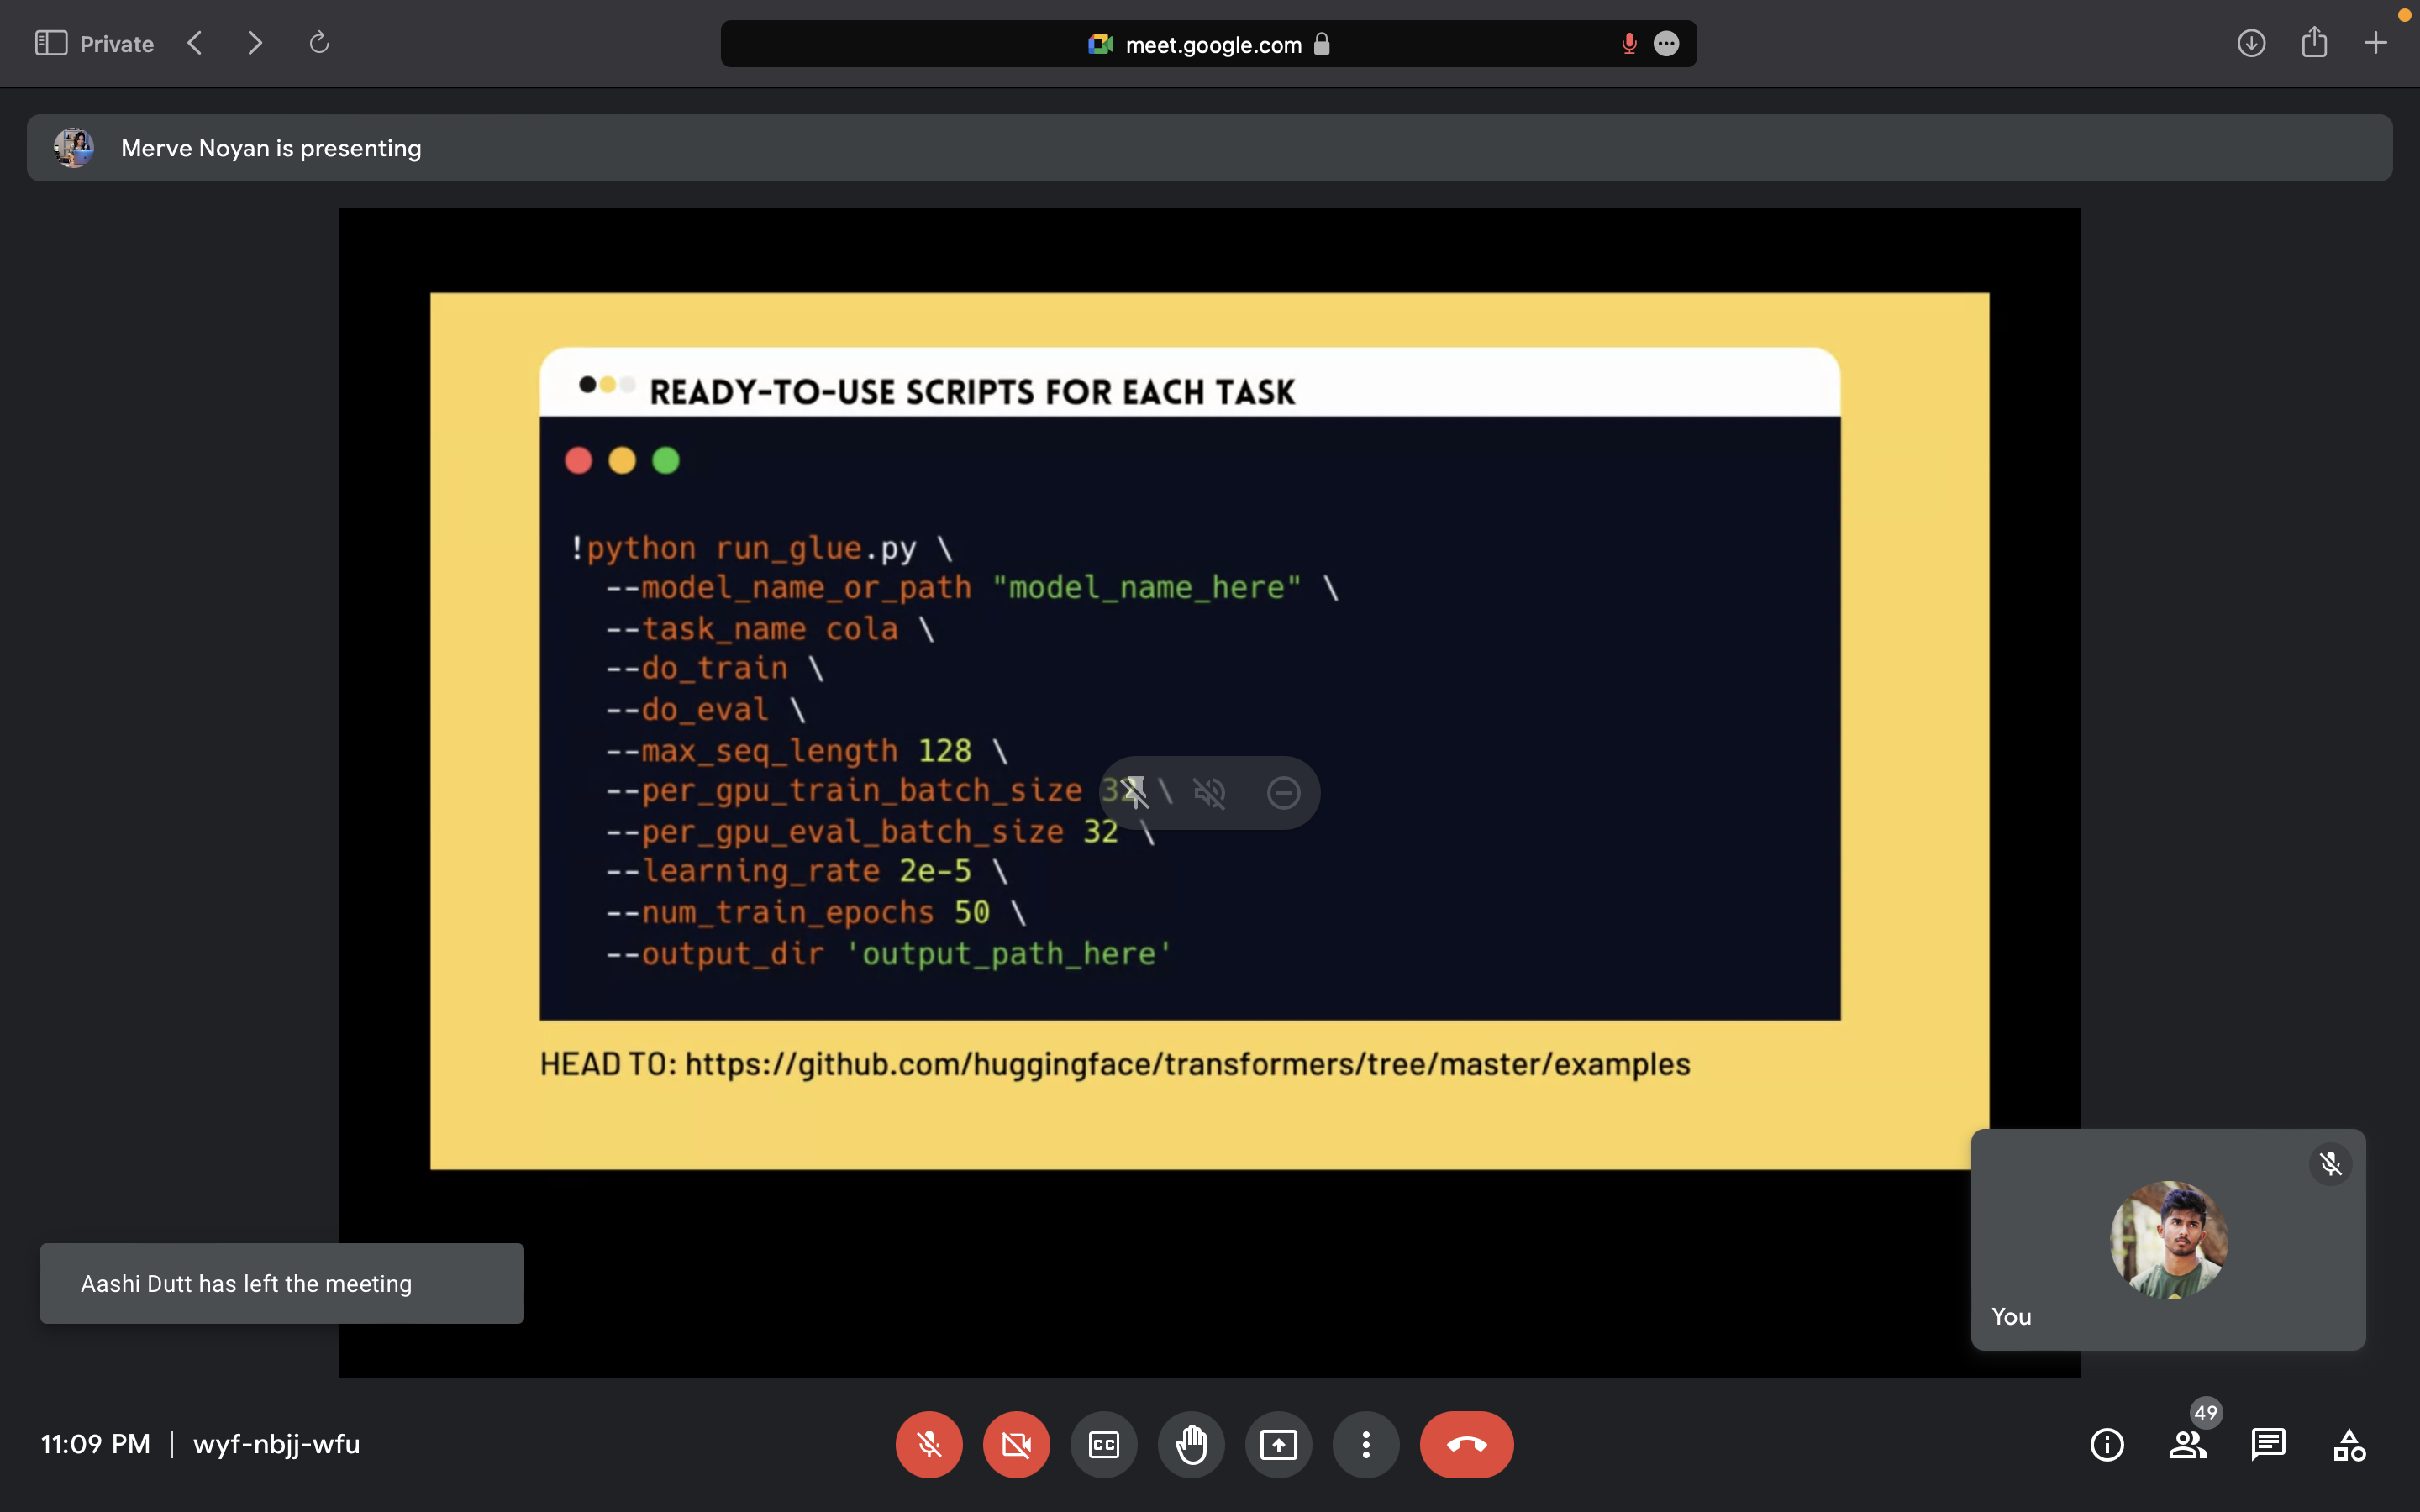 Private
meet.google.com
Merve Noyan is presenting
READY-TO-USE SCRIPTS FOR EACH TASK
!python run_glue.py \
--model_name_or_path "model_name_here" \
--task_name cola \
--do_train \
--do_eval \
--max_seq_length 128 \
--per_gpu_train_batch_size 32 \
--per_gpu_eval_batch_size 32 \
--learning_rate 2e-5 \
--num_train_epochs 50 \
--output_dir 'output_path_here'
HEAD TO: https://github.com/huggingface/transformers/tree/master/examples
You
Aashi Dutt has left the meeting
11:09 PM | wyf-nbjj-wfu
CC
49